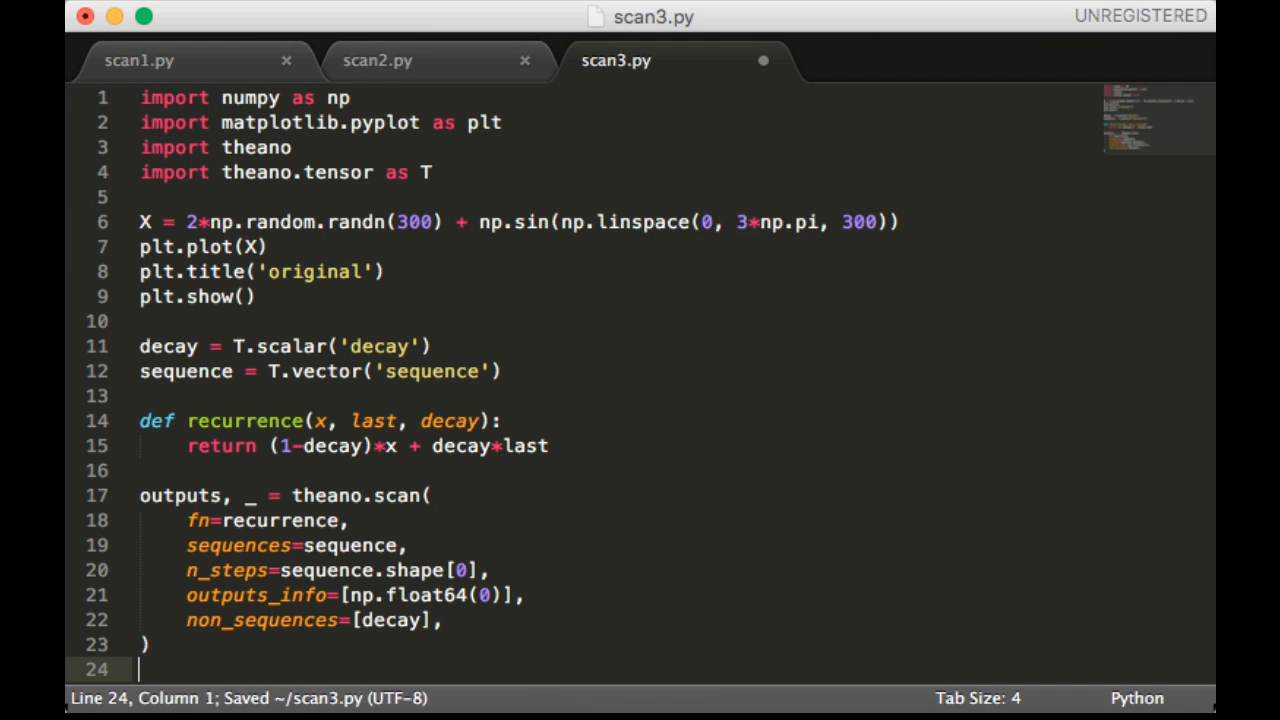 scan3.py
UNREGISTERED
scan1.py × scan2.py × scan3.py
1 import numpy as np
2 import matplotlib.pyplot as plt
3 import theano
4 import theano.tensor as T
5
6 X = 2*np.random.randn(300) + np.sin(np.linspace(0, 3*np.pi, 300))
7 plt.plot(X)
8 plt.title('original')
9 plt.show()
10
11 decay = T.scalar('decay')
12 sequence = T.vector('sequence')
13
14 def recurrence(x, last, decay):
15     return (1-decay)*x + decay*last
16
17 outputs, _ = theano.scan(
18     fn=recurrence,
19     sequences=sequence,
20     n_steps=sequence.shape[0],
21     outputs_info=[np.float64(0)],
22     non_sequences=[decay],
23 )
24
Line 24, Column 1; Saved ~/scan3.py (UTF-8)
Tab Size: 4
Python